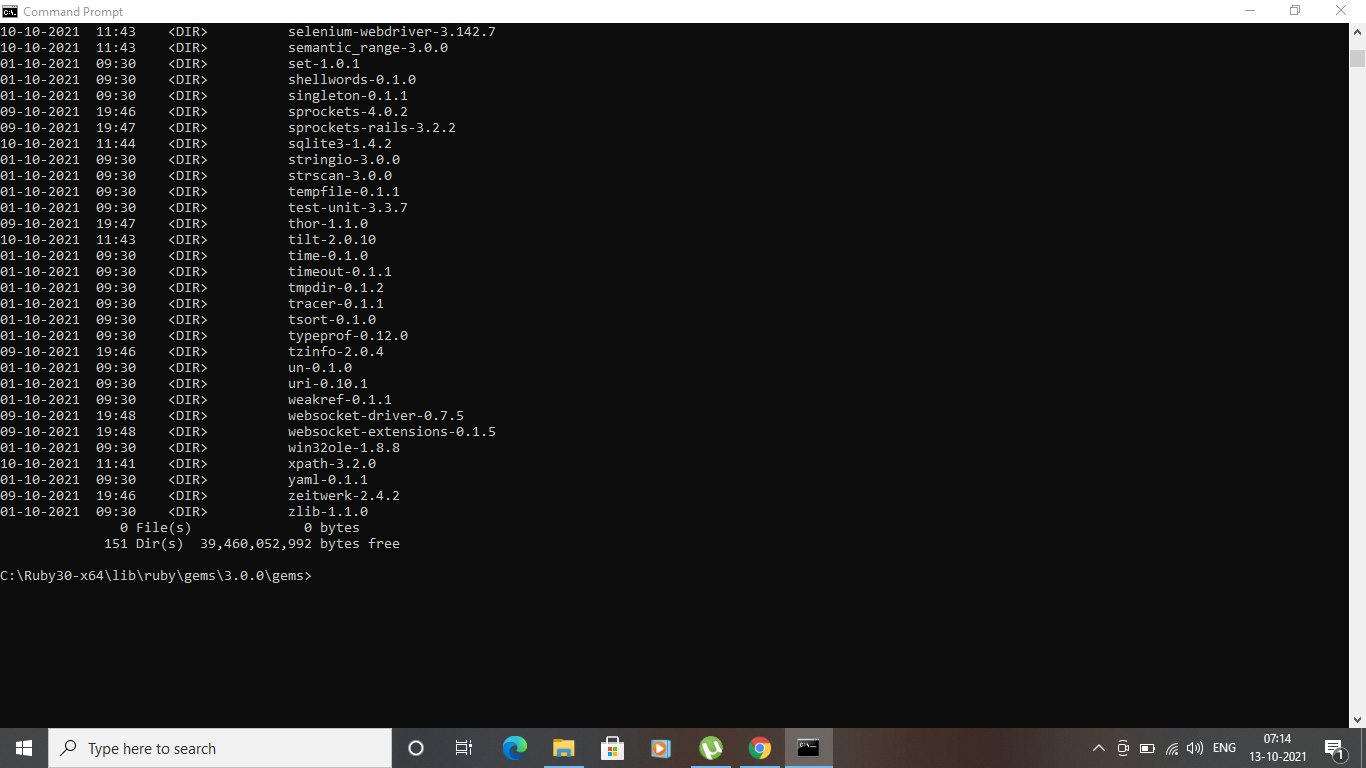 Command Prompt
10-10-2021  11:43    <DIR>          selenium-webdriver-3.142.7
10-10-2021  11:43    <DIR>          semantic_range-3.0.0
01-10-2021  09:30    <DIR>          set-1.0.1
01-10-2021  09:30    <DIR>          shellwords-0.1.0
01-10-2021  09:30    <DIR>          singleton-0.1.1
09-10-2021  19:46    <DIR>          sprockets-4.0.2
09-10-2021  19:47    <DIR>          sprockets-rails-3.2.2
10-10-2021  11:44    <DIR>          sqlite3-1.4.2
01-10-2021  09:30    <DIR>          stringio-3.0.0
01-10-2021  09:30    <DIR>          strscan-3.0.0
01-10-2021  09:30    <DIR>          tempfile-0.1.1
01-10-2021  09:30    <DIR>          test-unit-3.3.7
09-10-2021  19:47    <DIR>          thor-1.1.0
10-10-2021  11:43    <DIR>          tilt-2.0.10
01-10-2021  09:30    <DIR>          time-0.1.0
01-10-2021  09:30    <DIR>          timeout-0.1.1
01-10-2021  09:30    <DIR>          tmpdir-0.1.2
01-10-2021  09:30    <DIR>          tracer-0.1.1
01-10-2021  09:30    <DIR>          tsort-0.1.0
01-10-2021  09:30    <DIR>          typeprof-0.12.0
09-10-2021  19:46    <DIR>          tzinfo-2.0.4
01-10-2021  09:30    <DIR>          un-0.1.0
01-10-2021  09:30    <DIR>          uri-0.10.1
01-10-2021  09:30    <DIR>          weakref-0.1.1
09-10-2021  19:48    <DIR>          websocket-driver-0.7.5
09-10-2021  19:48    <DIR>          websocket-extensions-0.1.5
01-10-2021  09:30    <DIR>          win32ole-1.8.8
10-10-2021  11:41    <DIR>          xpath-3.2.0
01-10-2021  09:30    <DIR>          yaml-0.1.1
09-10-2021  19:46    <DIR>          zeitwerk-2.4.2
01-10-2021  09:30    <DIR>          zlib-1.1.0
               0 File(s)              0 bytes
             151 Dir(s)  39,460,052,992 bytes free
C:\Ruby30-x64\lib\ruby\gems\3.0.0\gems>
Type here to search
ENG
07:14
13-10-2021
1